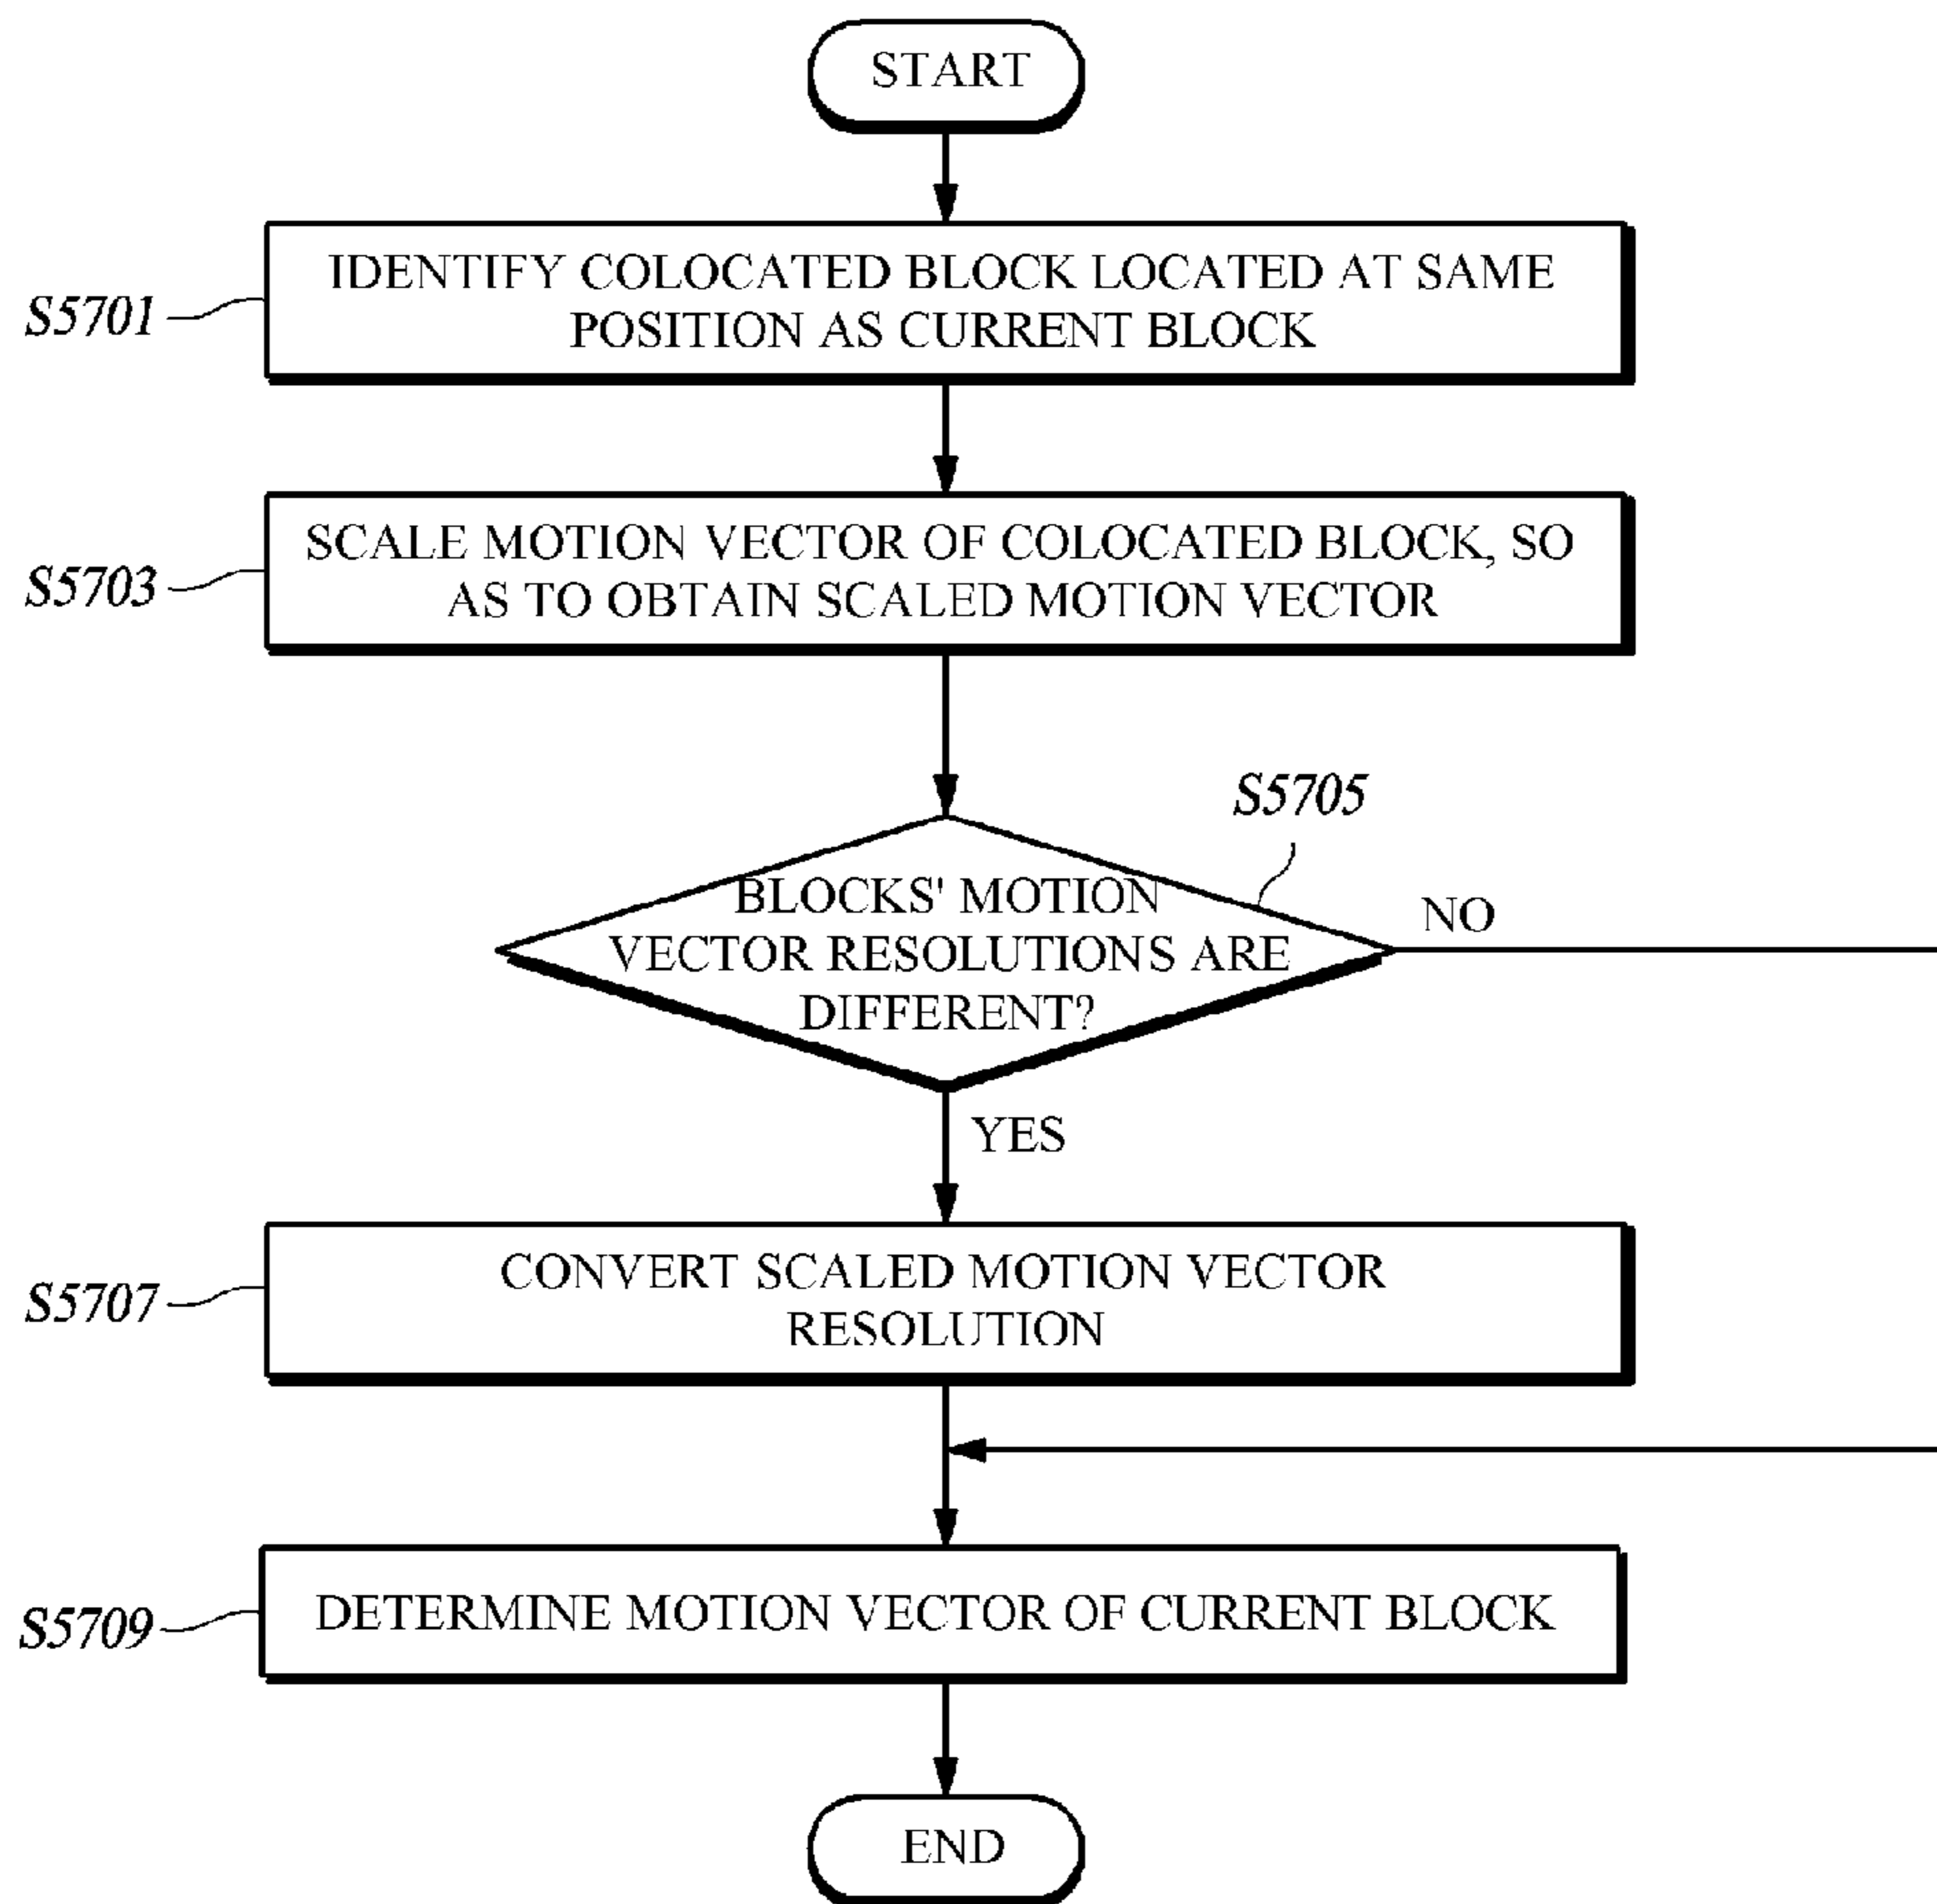 START
IDENTIFY COLOCATED BLOCK LOCATED AT SAME
POSITION AS CURRENT BLOCK
S5701
SCALE MOTION VECTOR OF COLOCATED BLOCK, SO
AS TO OBTAIN SCALED MOTION VECTOR
S5703
S5705
BLOCKS' MOTION
VECTOR RESOLUTIONS ARE
DIFFERENT?
NO
YES
CONVERT SCALED MOTION VECTOR
RESOLUTION
S5707
DETERMINE MOTION VECTOR OF CURRENT BLOCK
S5709
END